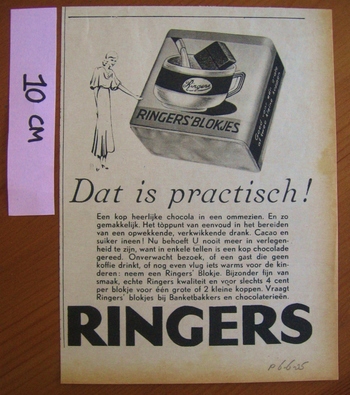 10 CM
Ringers
RINGERS' BLOKJES
Dat is practisch!
Een kop heerlijke chocola in een ommezien. En zo
gemakkelijk. Het toppunt van eenvoud in het bereiden
van een opwekkende, verkwikkende drank. Cacao en
suiker ineen! Nu behoeft U nooit meer in verlegen-
heid te zijn, want in enkele tellen is een kop chocolade
gereed. Onverwacht bezoek, of een gast die geen
koffie drinkt, of nog even vlug iets warms voor de kin-
deren: neem een Ringers' Blokje. Bijzonder fijn van
smaak, echte Ringers kwaliteit en voor slechts 4 cent
per blokje voor één grote of 2 kleine koppen. Vraagt
Ringers' blokjes bij Banketbakkers en chocolaterieën.
RINGERS